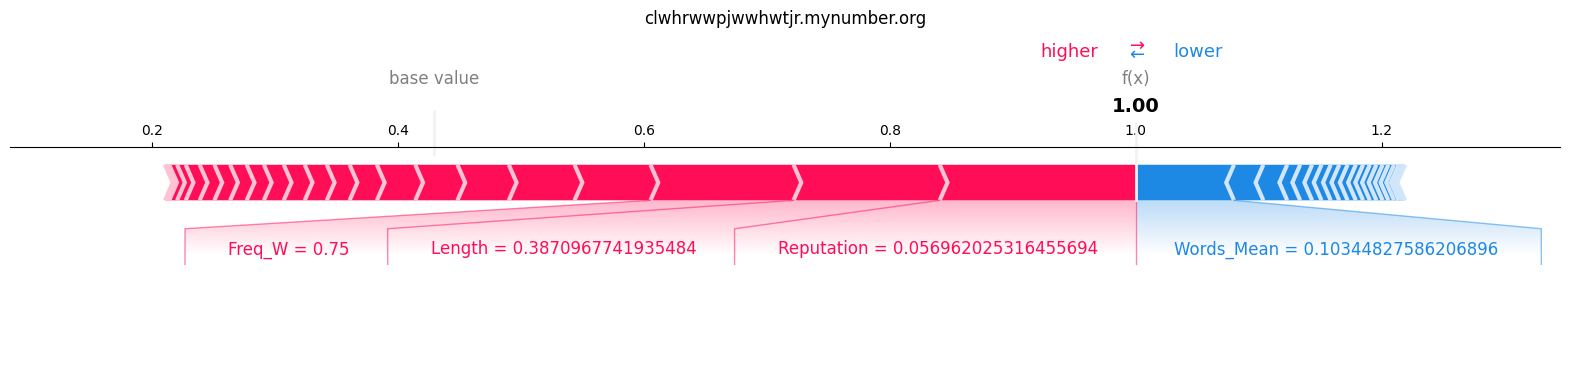 clwhrwwpjwwhwtjr.mynumber.org
higher → ← lower
base value f(x)
1.00
0.2 0.4 0.6 0.8 1.0 1.2
Freq_W = 0.75 Length = 0.3870967741935484 Reputation = 0.056962025316455694 Words_Mean = 0.10344827586206896